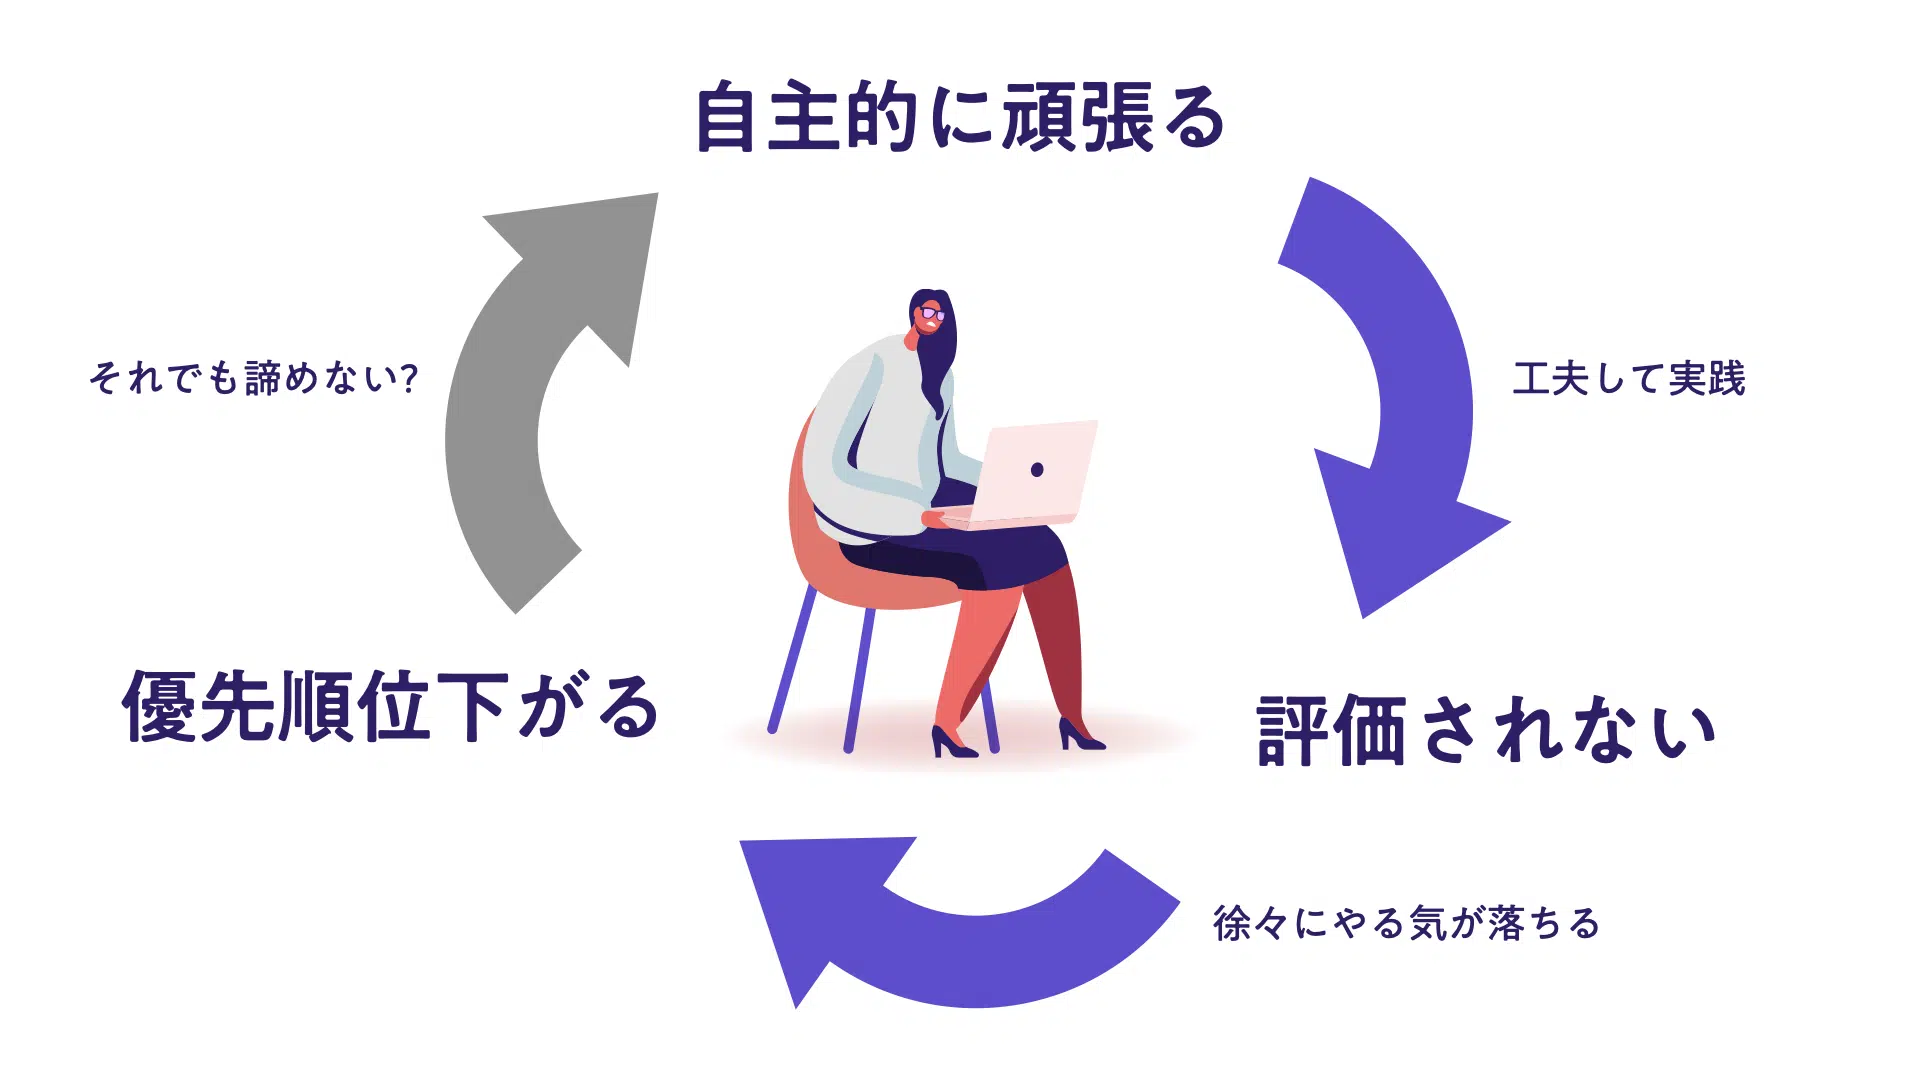 自主的に頑張る
それでも諦めない?
工夫して実践
優先順位下がる
評価されない
徐々にやる気が落ちる